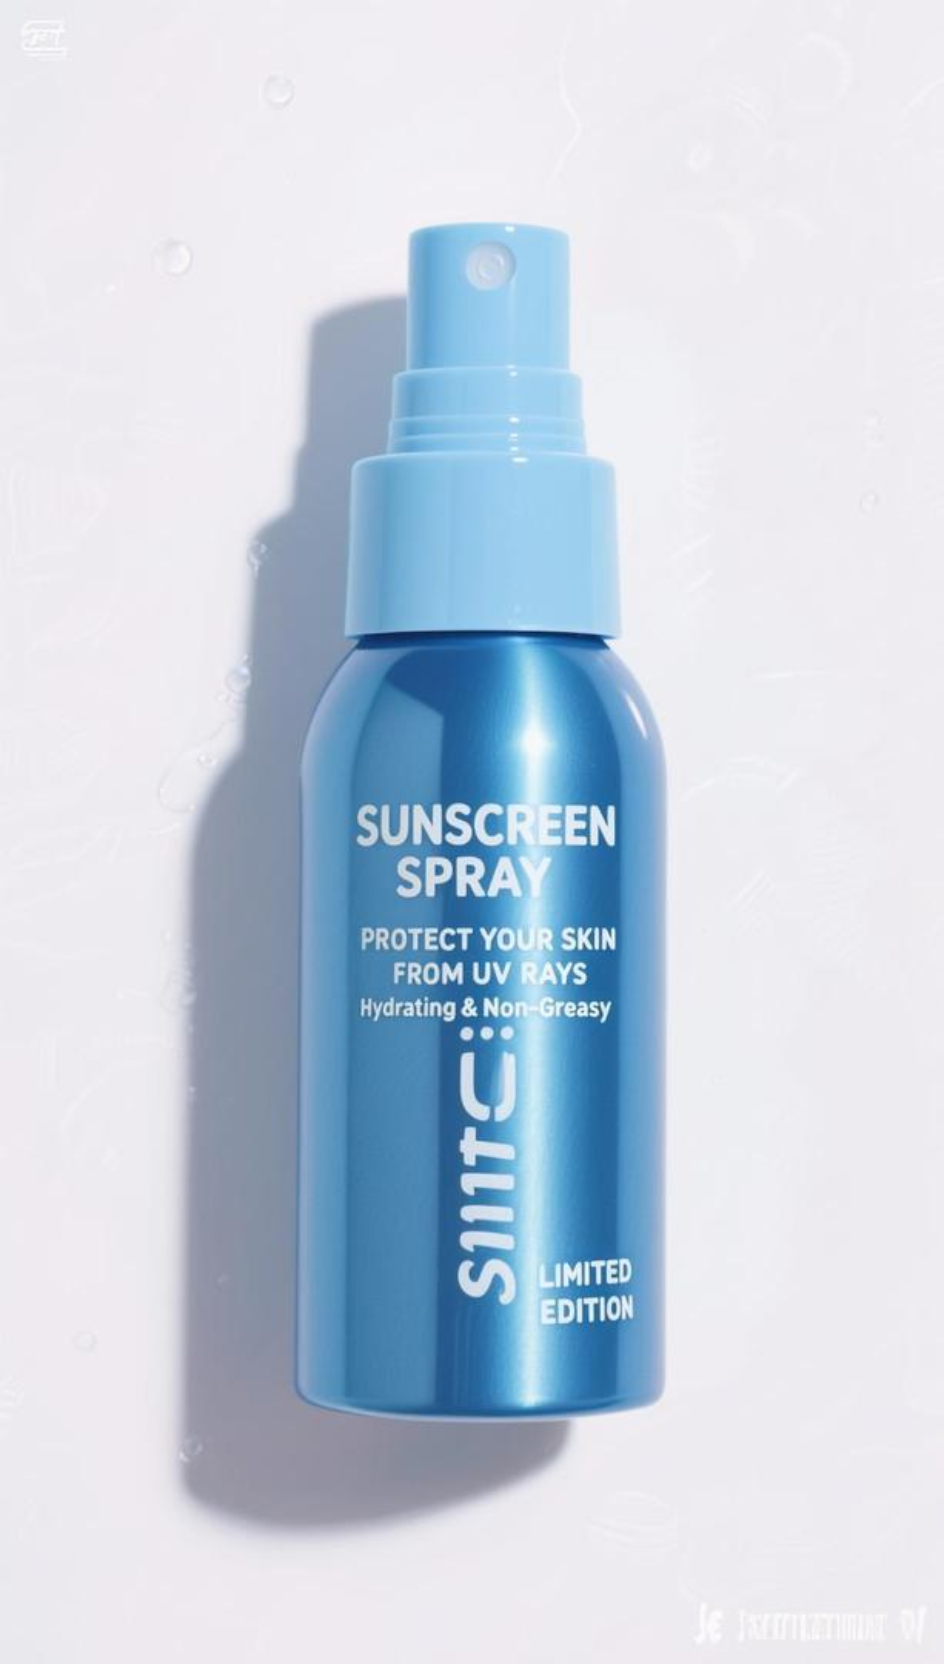 SUNSCREEN
SPRAY
PROTECT YOUR SKIN
FROM UV RAYS
Hydrating & Non-Greasy
LIMITED
EDITION